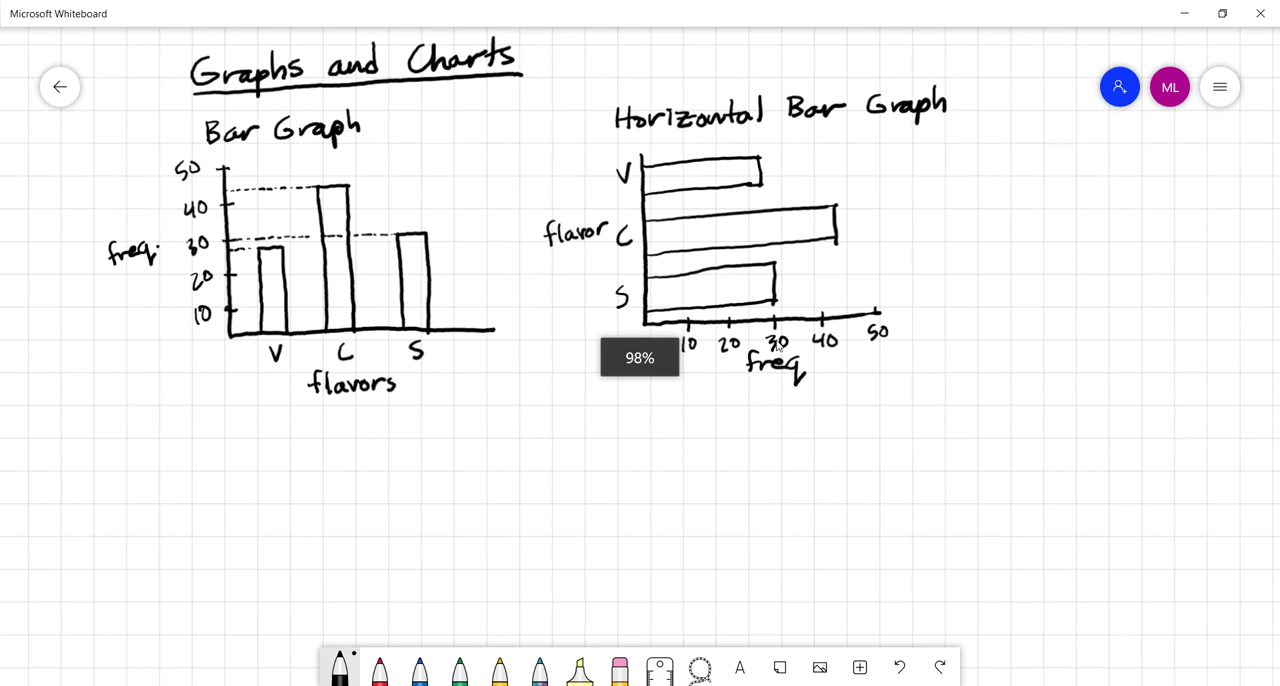 Microsoft Whiteboard
Graphs and Charts
ML
Bar Graph
50
40
30
20
10
freq.
V C S
flavors
Horizontal Bar Graph
V
C
S
flavor
10 20 30 40 50
freq
98%
A